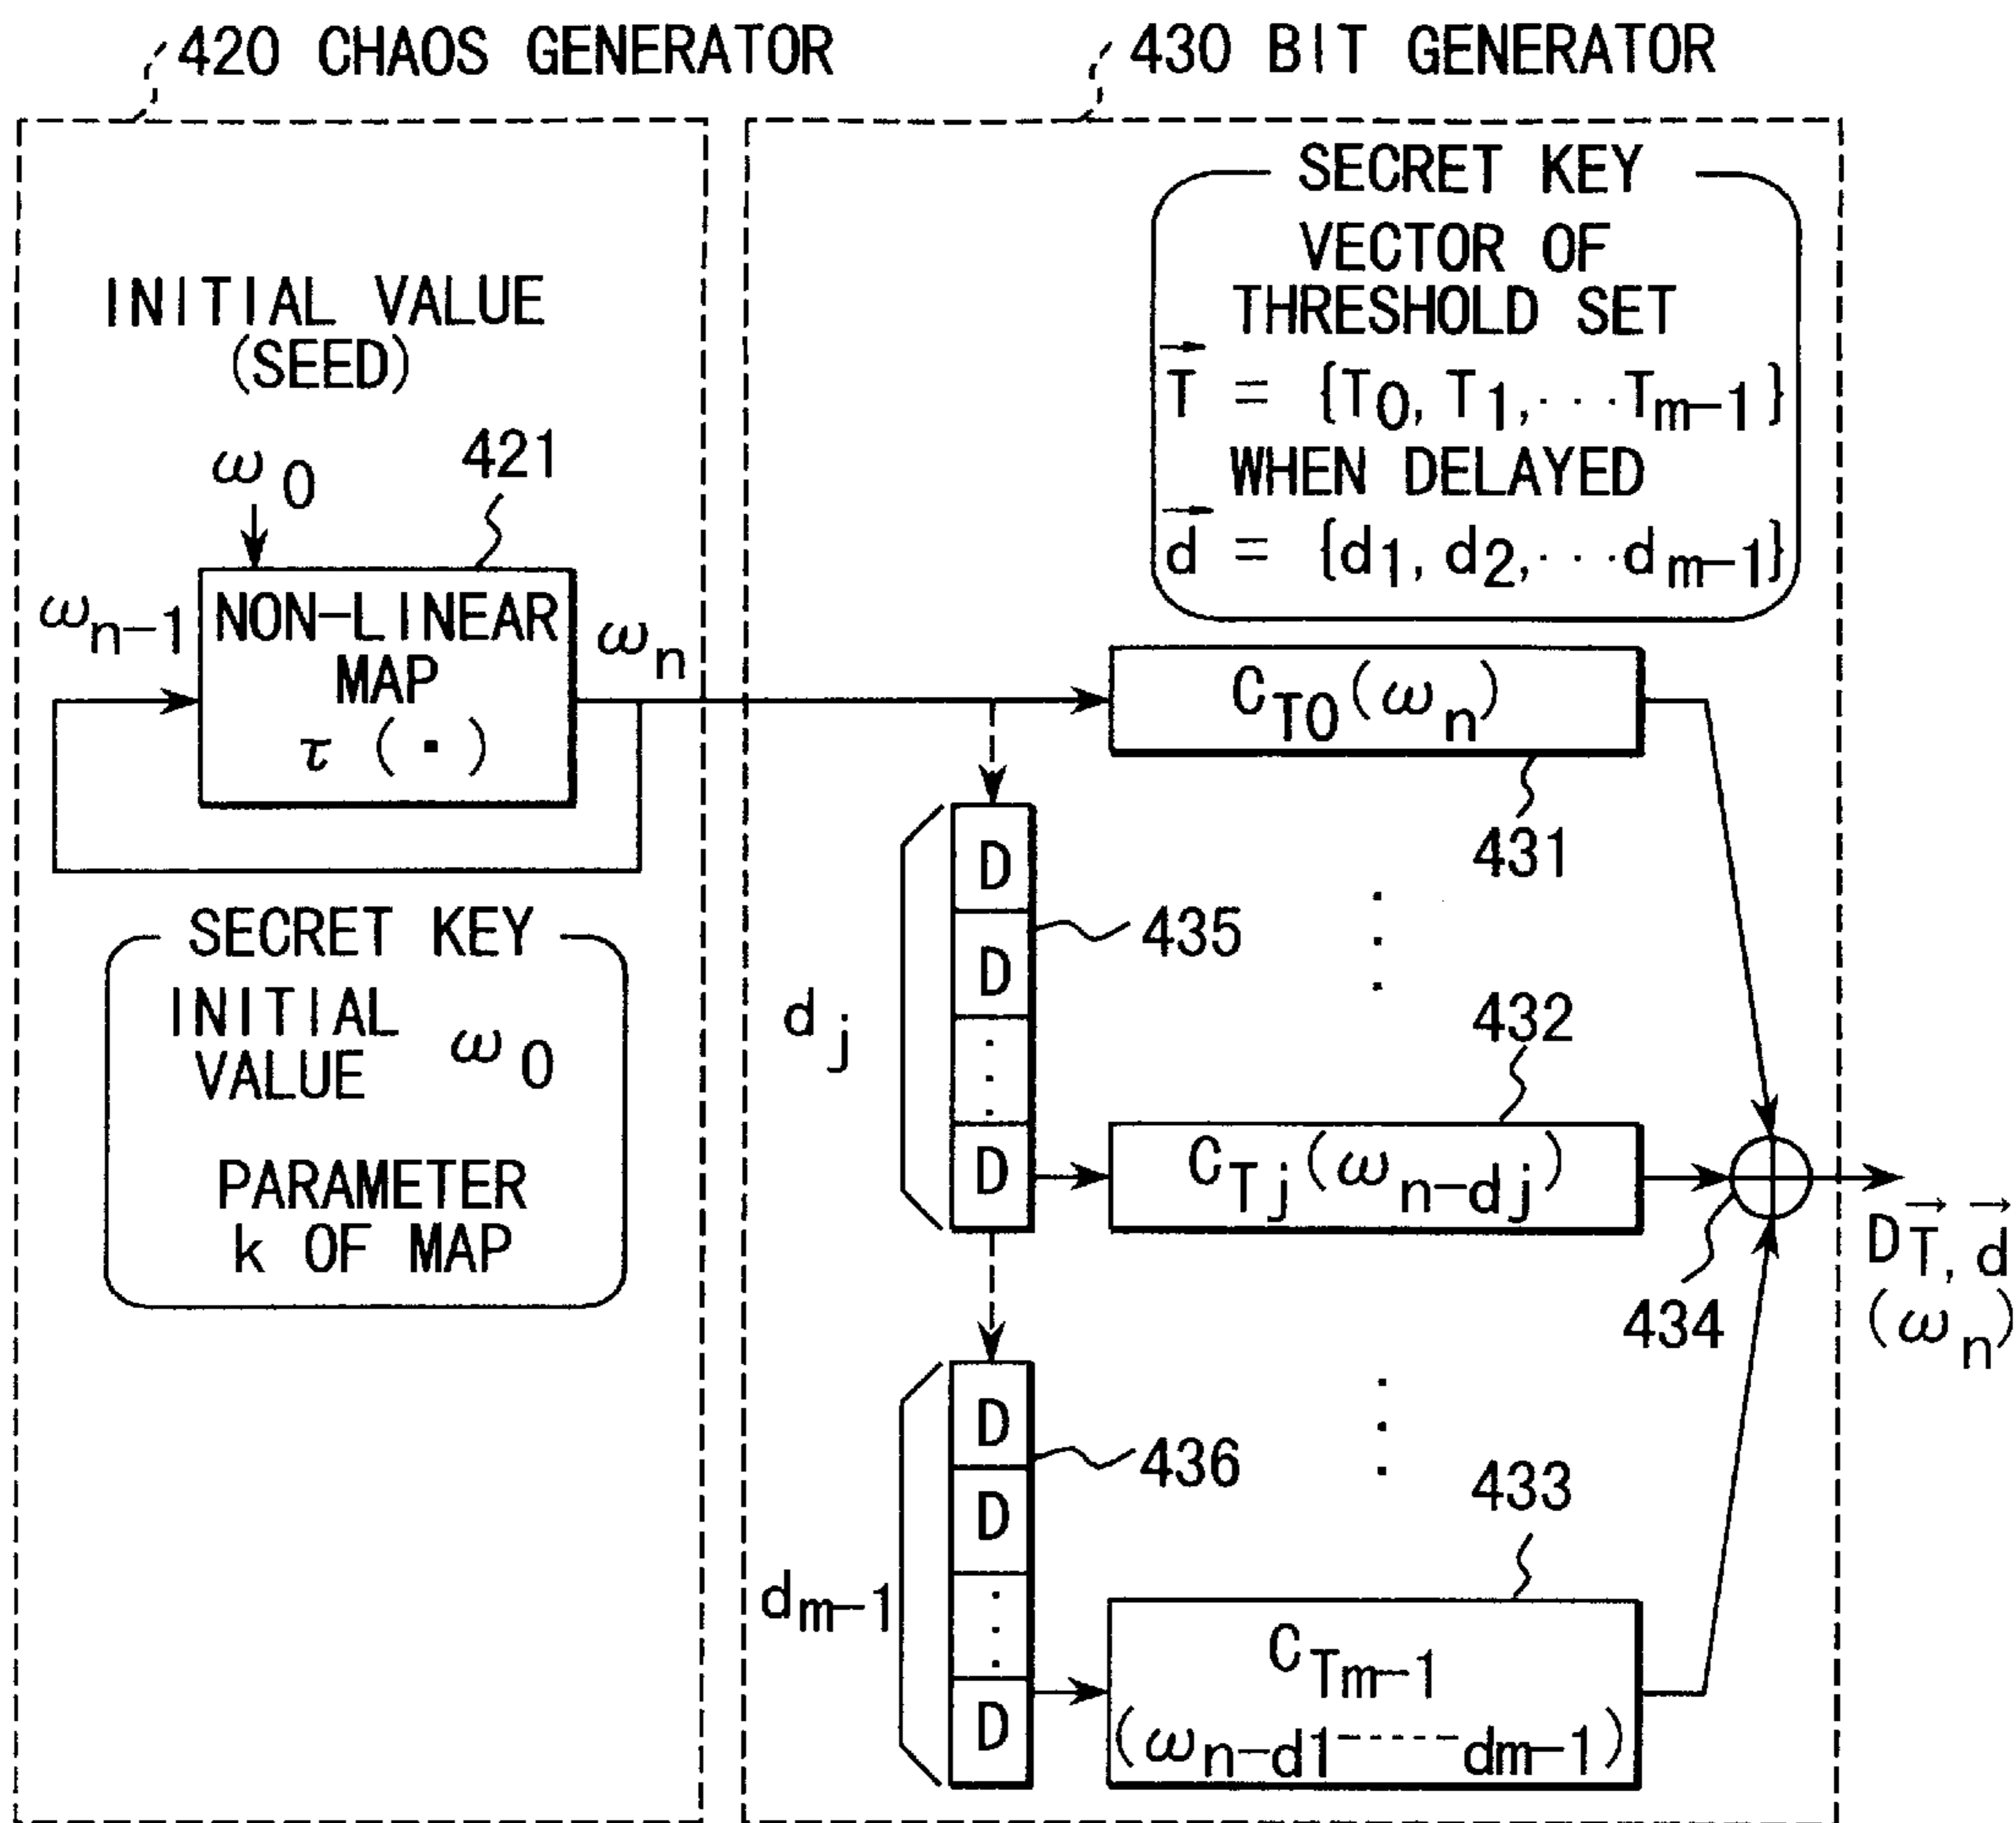 420 CHAOS GENERATOR
430 BIT GENERATOR
INITIAL VALUE
(SEED)
ω0
421
ωn-1
NON-LINEAR
MAP
τ (·)
ωn
SECRET KEY
INITIAL
VALUE ω0
PARAMETER
k OF MAP
SECRET KEY
VECTOR OF
THRESHOLD SET
T⃗ = {T0, T1,···Tm-1}
WHEN DELAYED
d⃗ = {d1, d2,···dm-1}
CT0(ωn)
431
D
D
:
D
435
dj
432
CTj(ωn-dj)
434
DT⃗,d⃗
(ωn)
D
D
:
D
436
dm-1
433
CTm-1
(ωn-d1------dm-1)